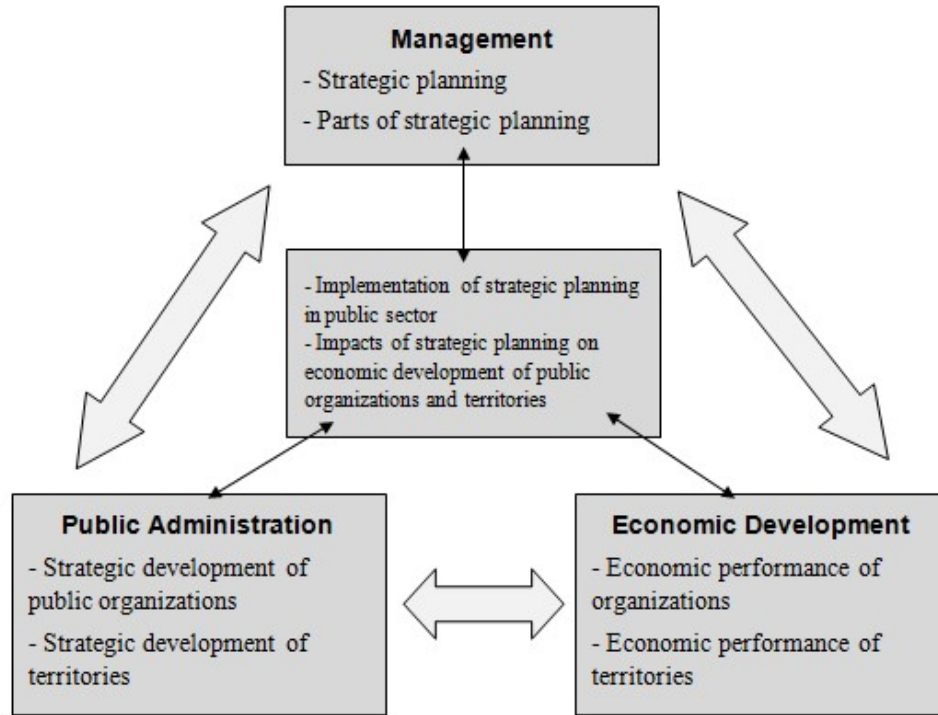 Management
- Strategic planning
- Parts of strategic planning
- Implementation of strategic planning
in public sector
- Impacts of strategic planning on
economic development of public
organizations and territories
Public Administration
- Strategic development of
public organizations
- Strategic development of
territories
Economic Development
- Economic performance of
organizations
- Economic performance of
territories